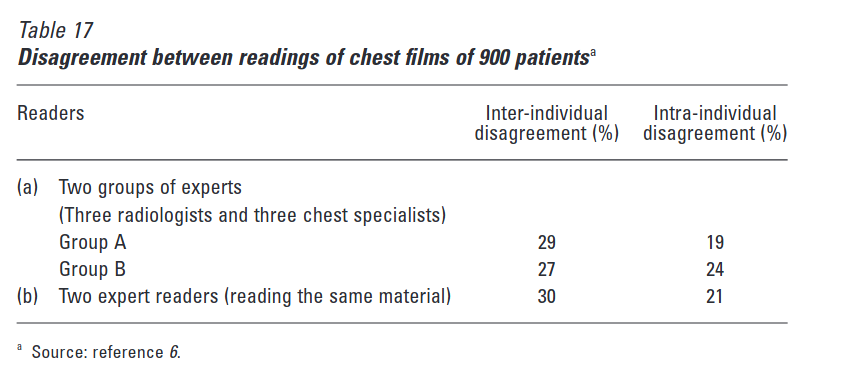 Table 17
Disagreement between readings of chest films of 900 patientsᵃ
Readers Inter-individual disagreement (%) Intra-individual disagreement (%)
(a) Two groups of experts
(Three radiologists and three chest specialists)
Group A 29 19
Group B 27 24
(b) Two expert readers (reading the same material) 30 21
ᵃ Source: reference 6.